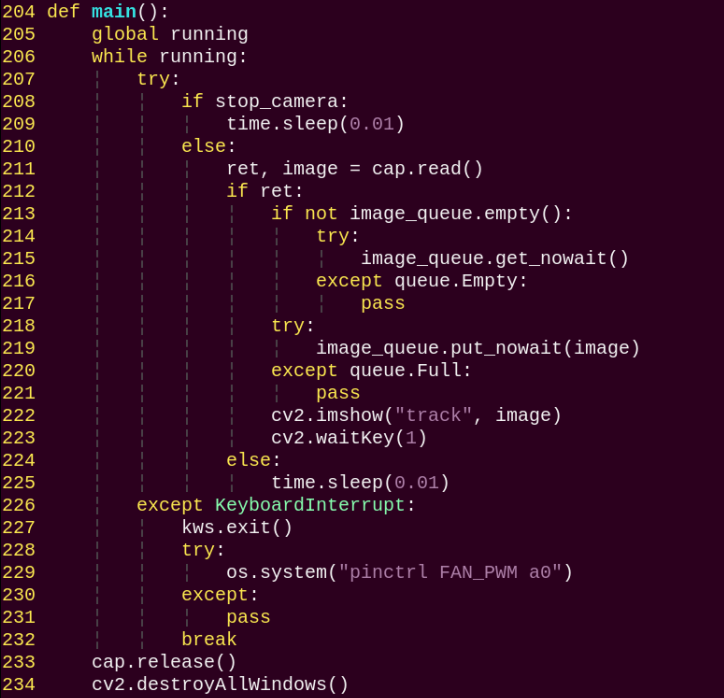 204 def main():
205     global running
206     while running:
207         try:
208             if stop_camera:
209                 time.sleep(0.01)
210             else:
211                 ret, image = cap.read()
212                 if ret:
213                     if not image_queue.empty():
214                         try:
215                             image_queue.get_nowait()
216                         except queue.Empty:
217                             pass
218                     try:
219                         image_queue.put_nowait(image)
220                     except queue.Full:
221                         pass
222                     cv2.imshow("track", image)
223                     cv2.waitKey(1)
224                 else:
225                     time.sleep(0.01)
226         except KeyboardInterrupt:
227             kws.exit()
228             try:
229                 os.system("pinctrl FAN_PWM a0")
230             except:
231                 pass
232             break
233     cap.release()
234     cv2.destroyAllWindows()